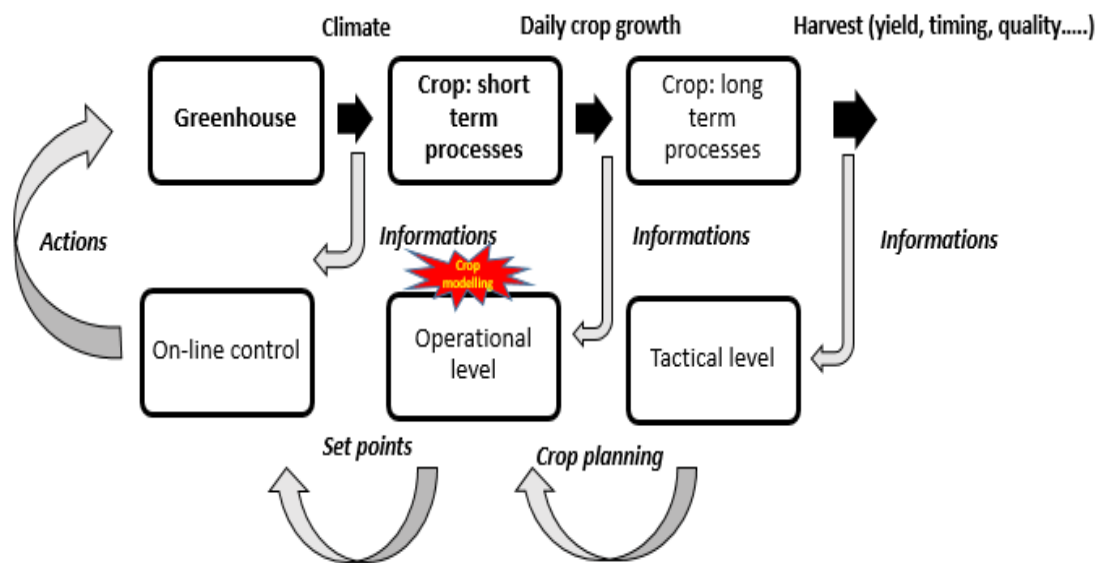 Climate
Daily crop growth
Harvest (yield, timing, quality.....)
Greenhouse
Crop: short
term
processes
Crop: long
term
processes
Actions
Informations
Informations
Informations
Crop
modelling
On-line control
Operational
level
Tactical level
Set points
Crop planning